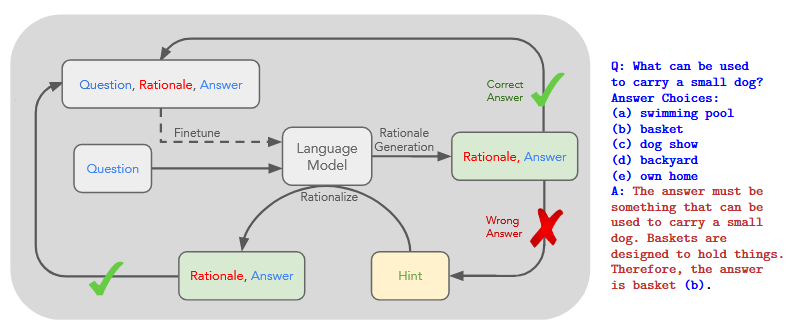 Question, Rationale, Answer
Correct
Answer
Finetune
Language
Model
Rationale
Generation
Rationale, Answer
Question
Rationalize
Wrong
Answer
Rationale, Answer
Hint
Q: What can be used
to carry a small dog?
Answer Choices:
(a) swimming pool
(b) basket
(c) dog show
(d) backyard
(e) own home
A: The answer must be
something that can be
used to carry a small
dog. Baskets are
designed to hold things.
Therefore, the answer
is basket (b).